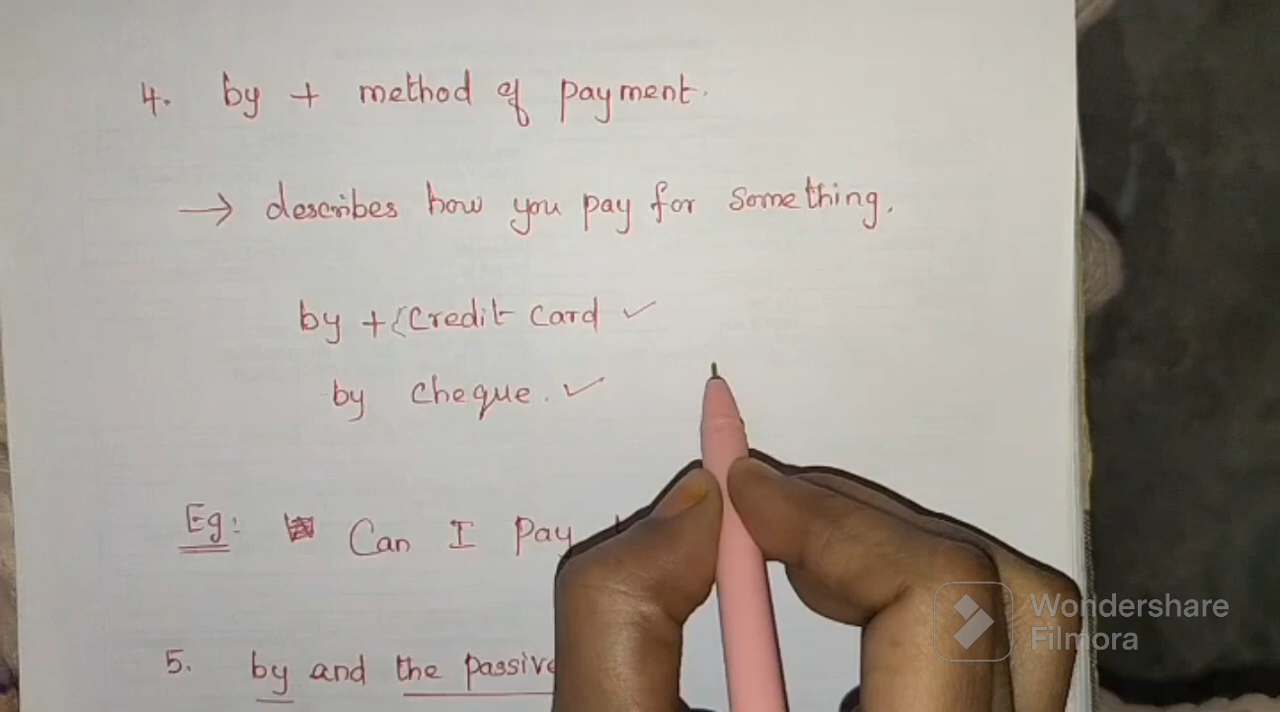 4. by + method of payment.
→ describes how you pay for something.
by + {Credit card ✓
by cheque. ✓
Eg: Can I pay
5. by and the passive
Wondershare
Filmora